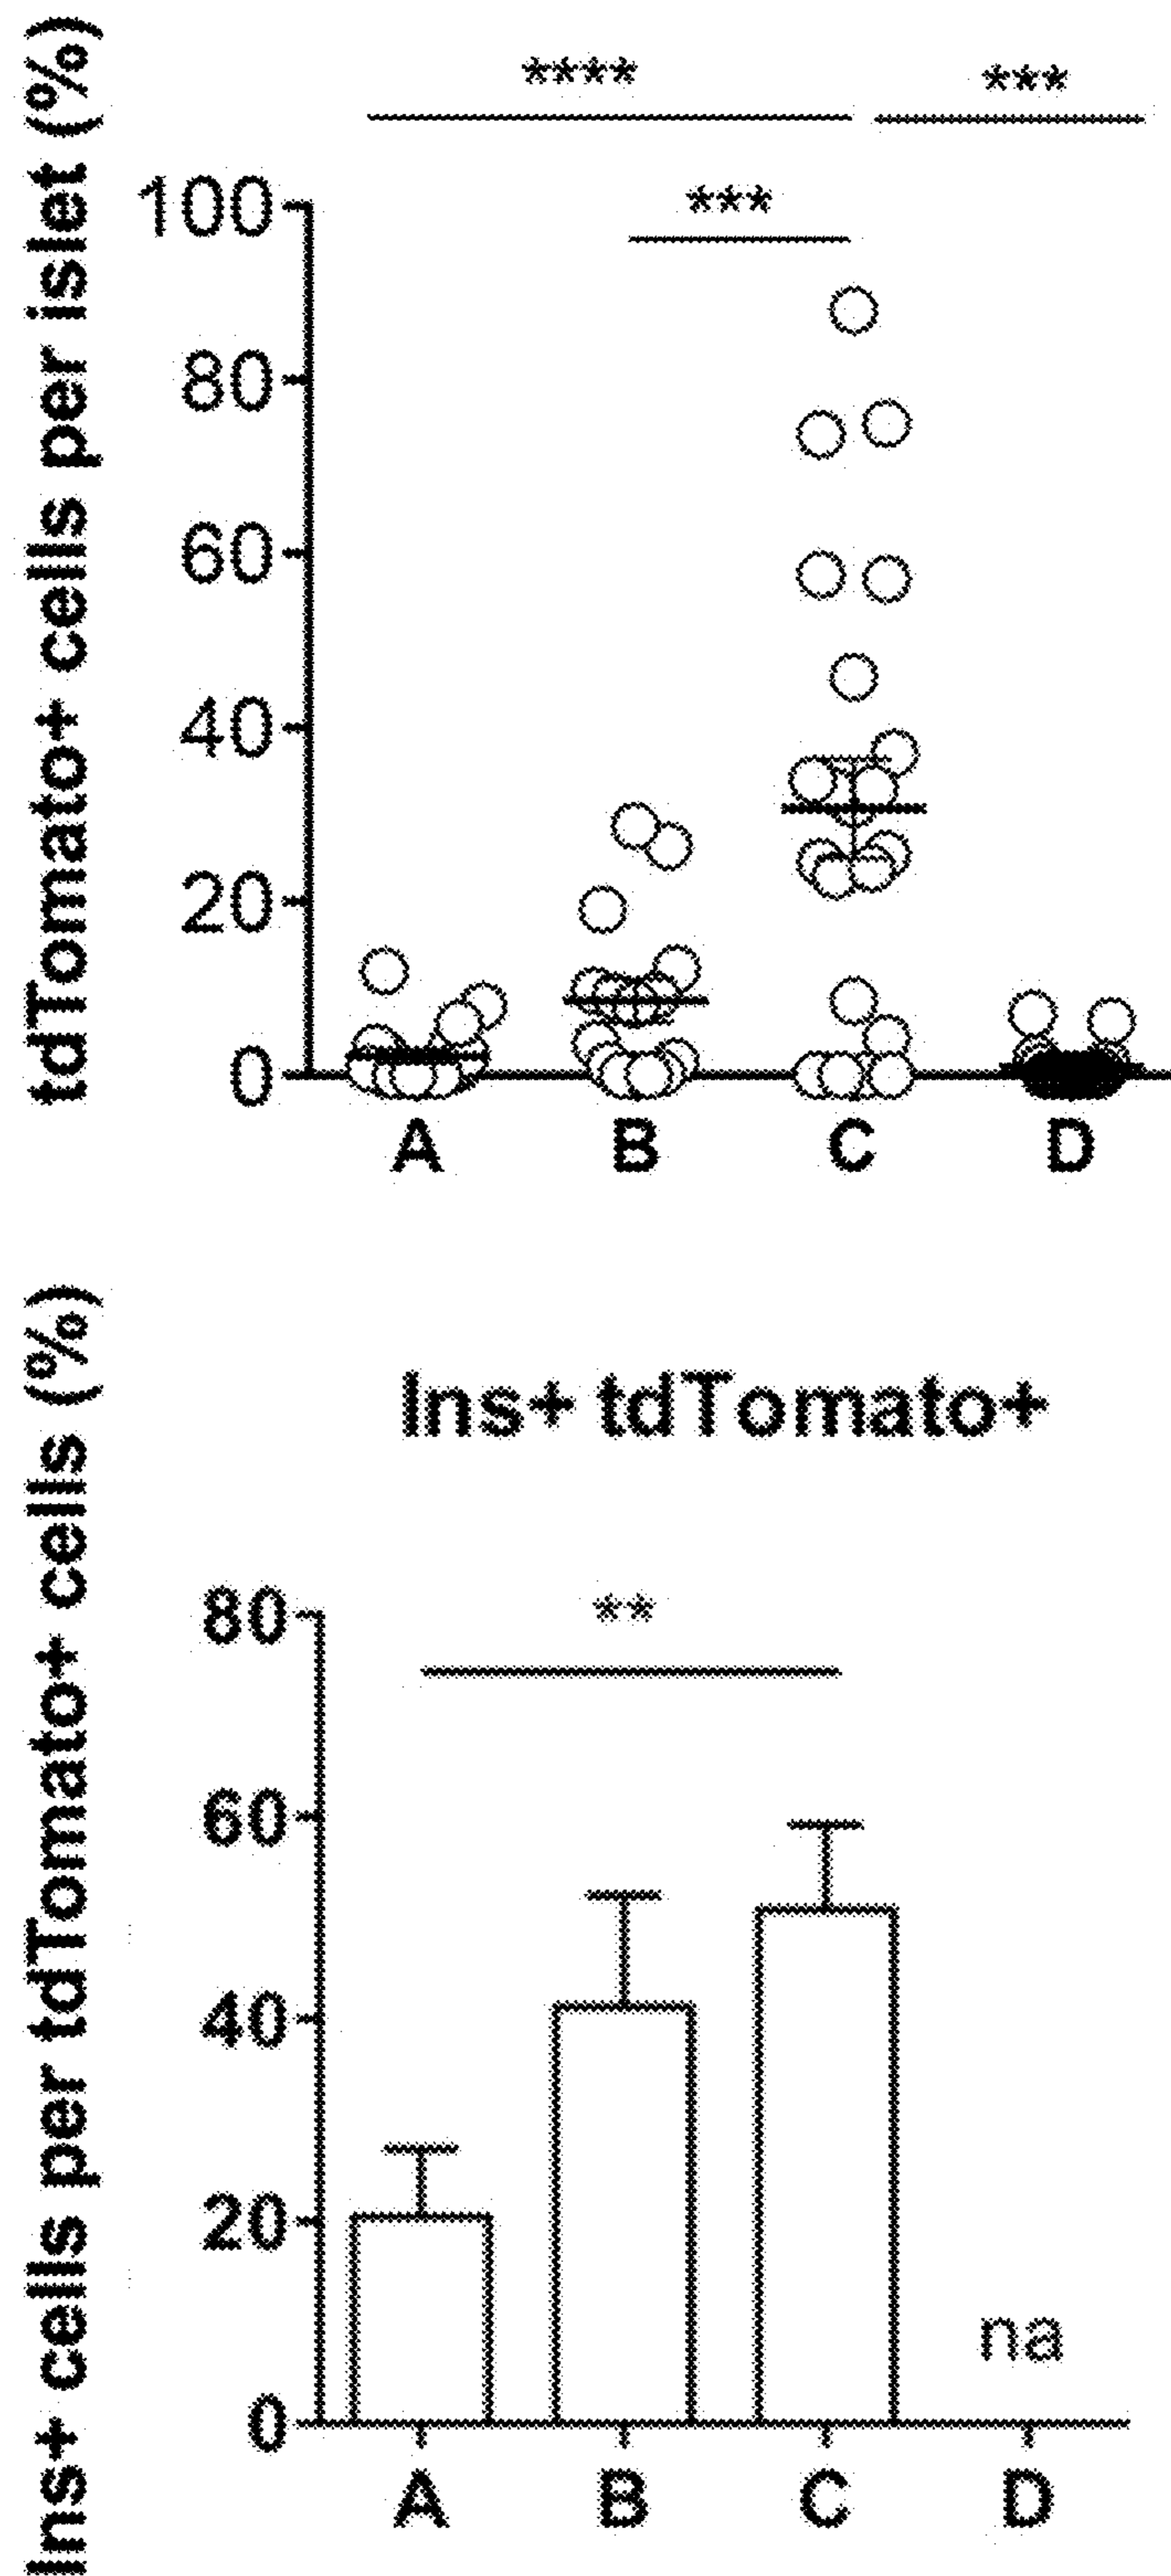 tdTomato+ cells per islet (%)
****
***
***
100
80
60
40
20
0
A B C D
Ins+ tdTomato+
Ins+ cells per tdTomato+ cells (%)
**
80
60
40
20
0
na
A B C D